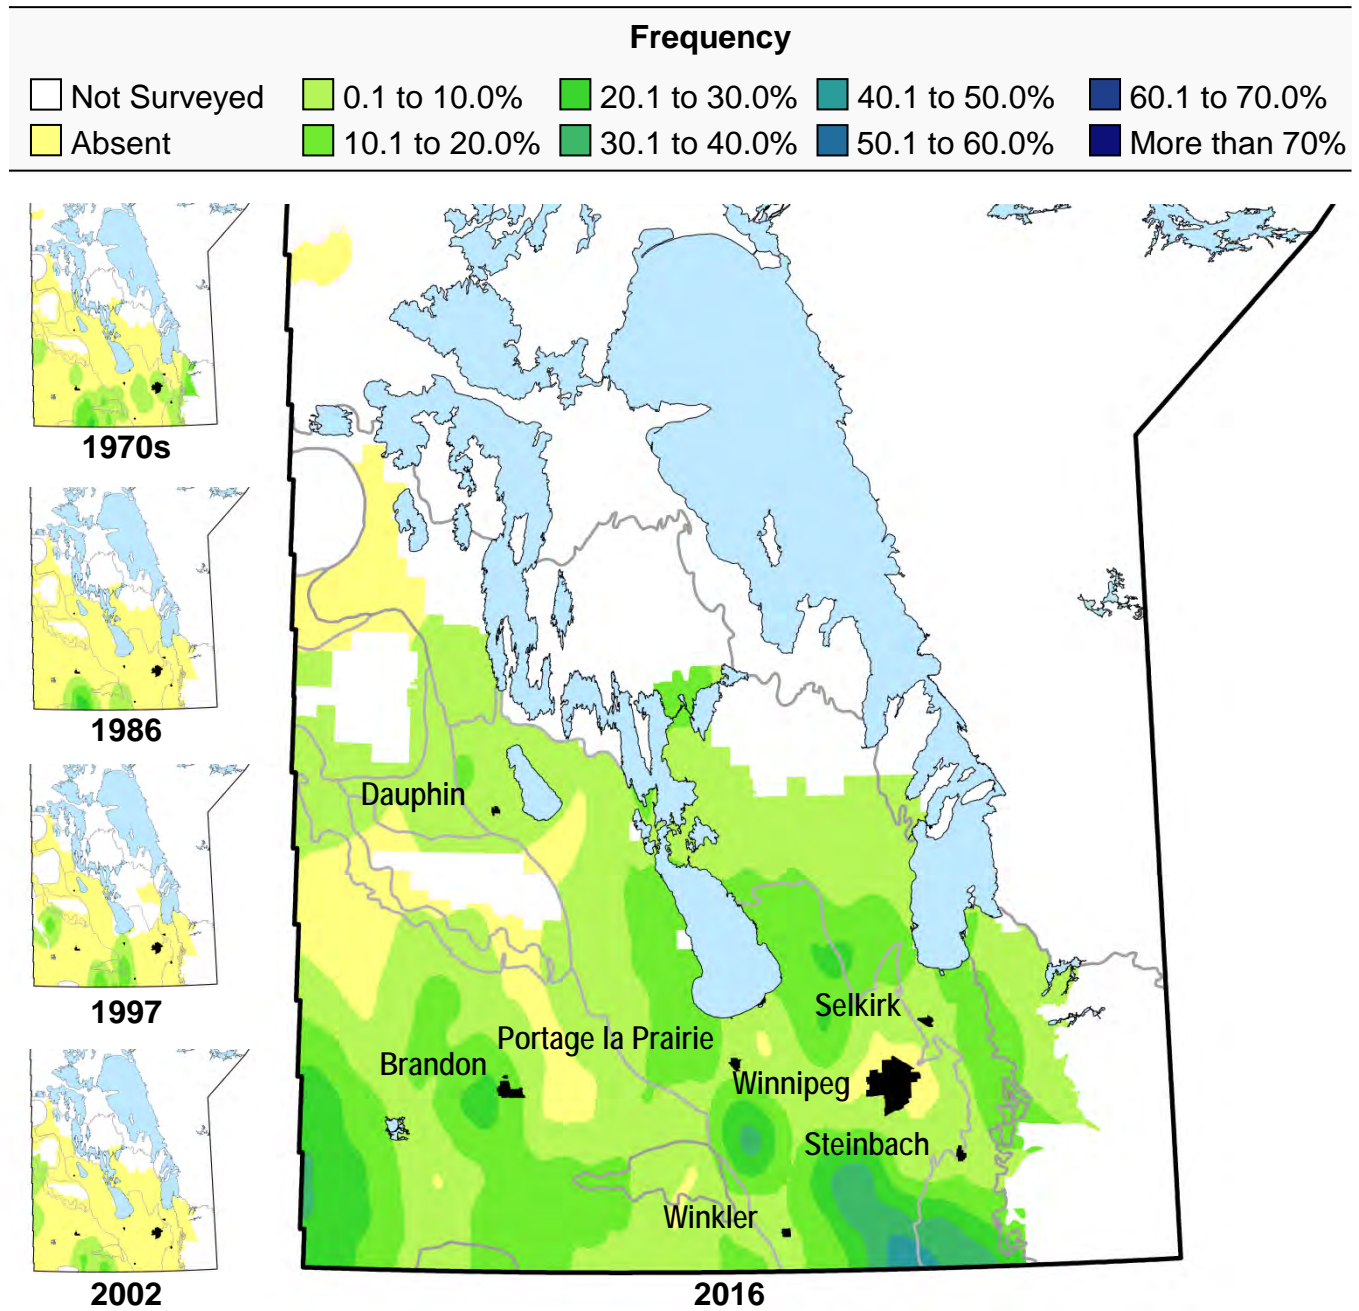 Frequency
Not Surveyed 0.1 to 10.0% 20.1 to 30.0% 40.1 to 50.0% 60.1 to 70.0%
Absent 10.1 to 20.0% 30.1 to 40.0% 50.1 to 60.0% More than 70%
1970s
1986
1997
2002
Dauphin
Selkirk
Portage la Prairie
Brandon
Winnipeg
Steinbach
Winkler
2016